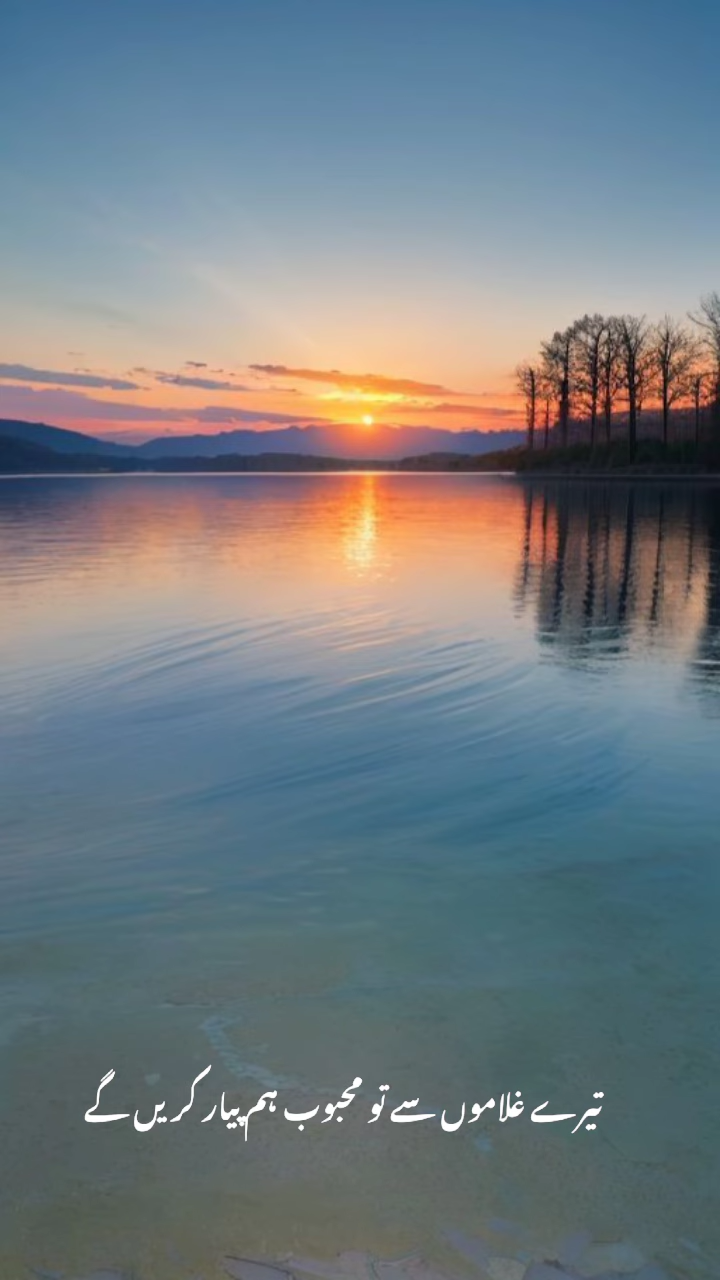 تیرے غلاموں سے تو محبوب ہم پیار کریں گے